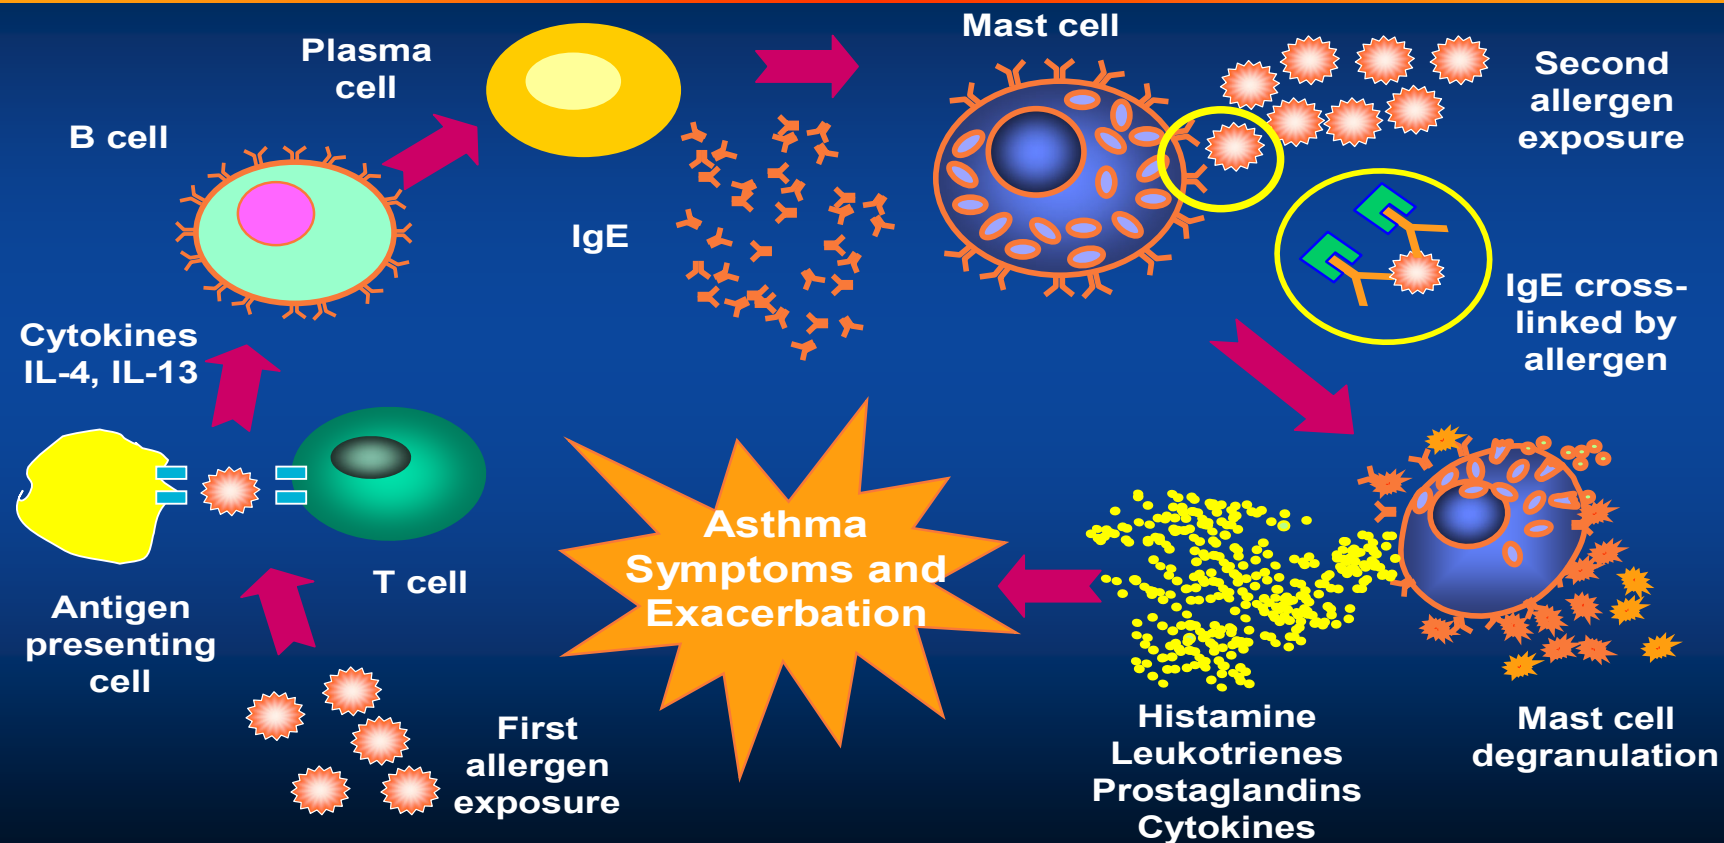 Mast cell
Plasma
cell
Second
allergen
exposure
B cell
IgE
IgE cross-
linked by
allergen
Cytokines
IL-4, IL-13
Asthma
Symptoms and
Exacerbation
T cell
Antigen
presenting
cell
First
allergen
exposure
Histamine
Leukotrienes
Prostaglandins
Cytokines
Mast cell
degranulation